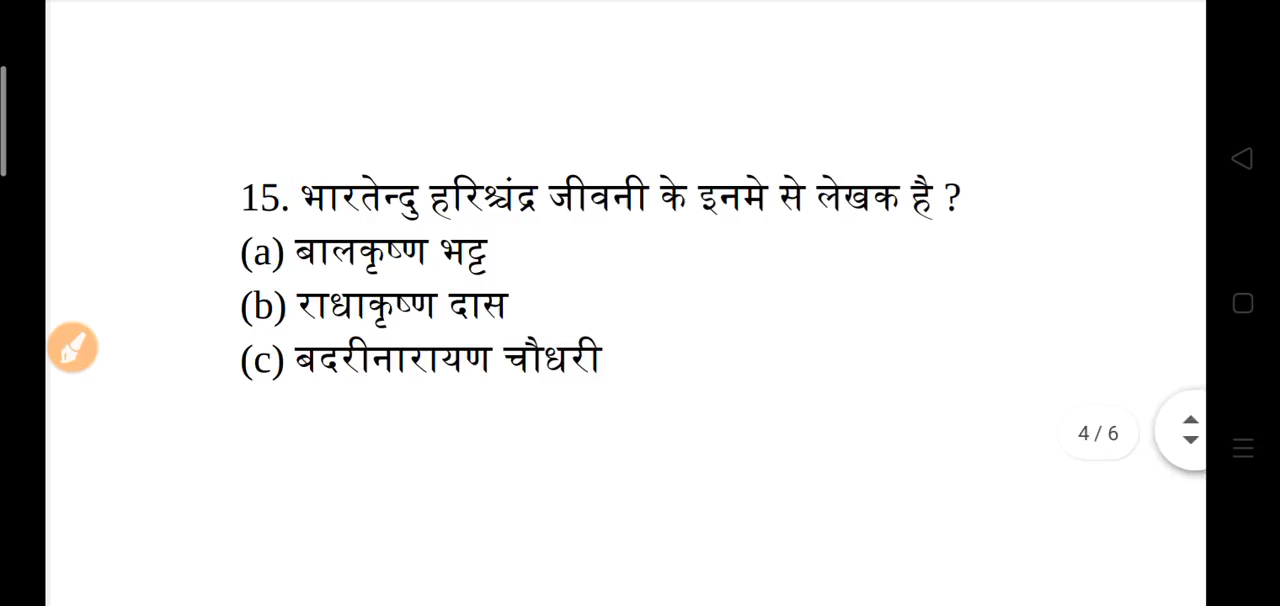 15. भारतेन्दु हरिश्चंद्र जीवनी के इनमे से लेखक है ?
(a) बालकृष्ण भट्ट
(b) राधाकृष्ण दास
(c) बदरीनारायण चौधरी
4 / 6